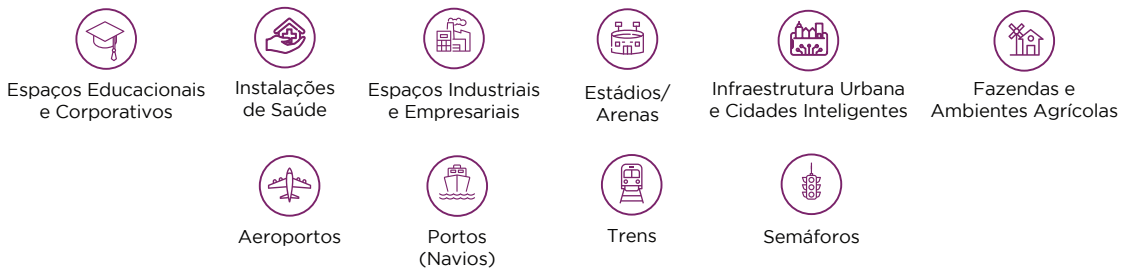 Espaços Educacionais
e Corporativos
Instalações
de Saúde
Espaços Industriais
e Empresariais
Estádios/
Arenas
Infraestrutura Urbana
e Cidades Inteligentes
Fazendas e
Ambientes Agrícolas
Aeroportos
Portos
(Navios)
Trens
Semáforos